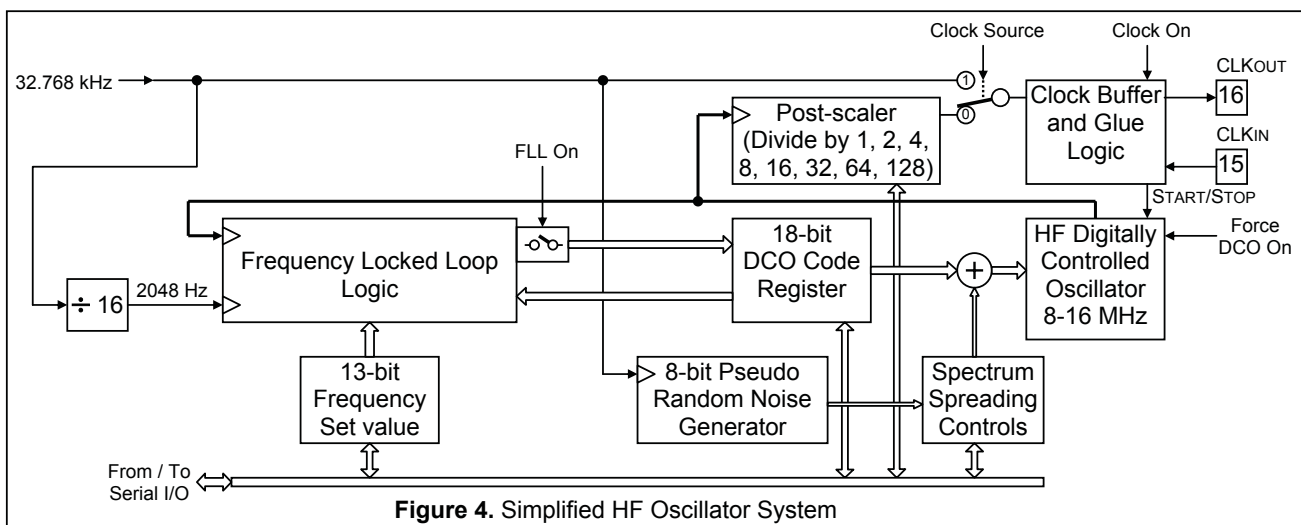 Clock Source
Clock On
32.768 kHz
1
0
Post-scaler
(Divide by 1, 2, 4,
8, 16, 32, 64, 128)
Clock Buffer
and Glue
Logic
CLKOUT
16
CLKIN
15
START/STOP
FLL On
Force
DCO On
Frequency Locked Loop
Logic
18-bit
DCO Code
Register
+
HF Digitally
Controlled
Oscillator
8-16 MHz
÷ 16
2048 Hz
13-bit
Frequency
Set value
8-bit Pseudo
Random Noise
Generator
Spectrum
Spreading
Controls
From / To
Serial I/O
Figure 4. Simplified HF Oscillator System